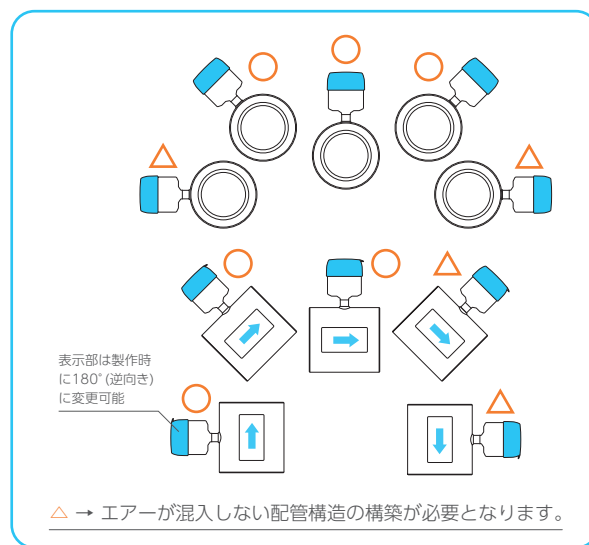 表示部は製作時
に180°(逆向き)
に変更可能
△ → エアーが混入しない配管構造の構築が必要となります。